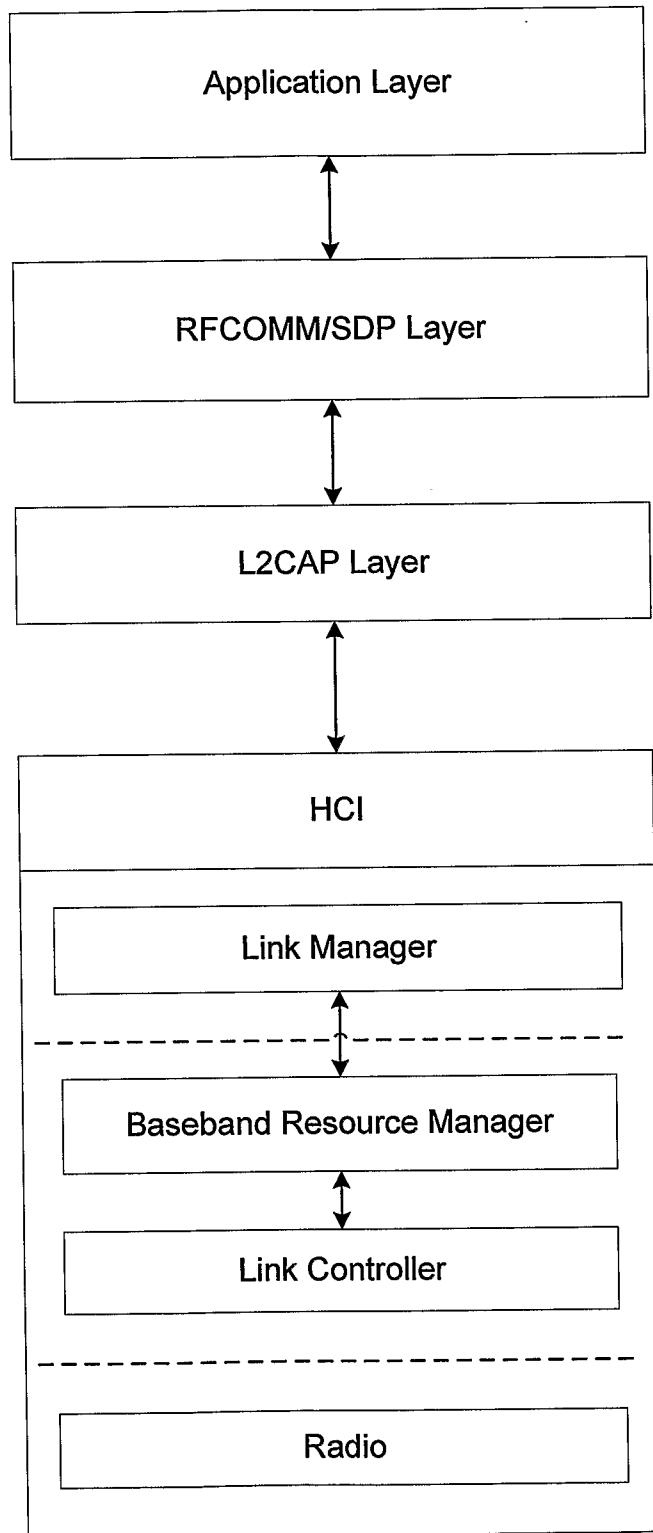 Application Layer
RFCOMM/SDP Layer
L2CAP Layer
HCI
Link Manager
Baseband Resource Manager
Link Controller
Radio